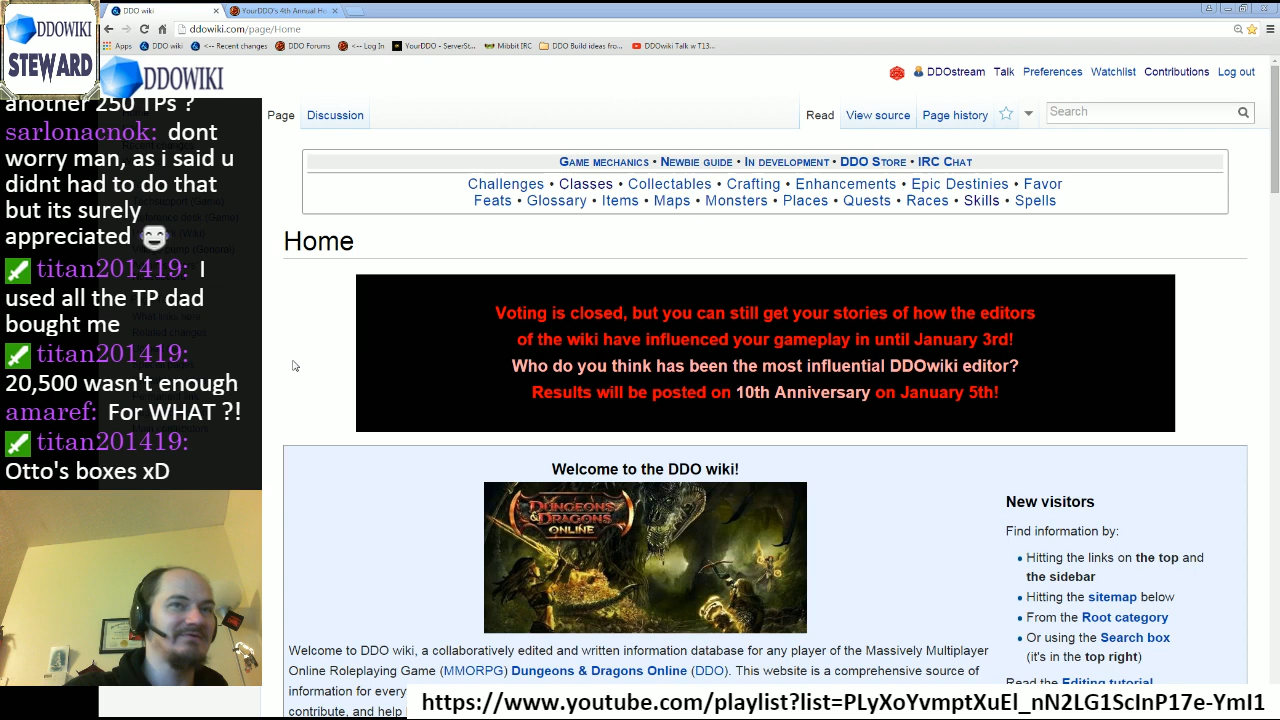 DDOWIKI
STEWARD
DDO wiki
YourDDO's 4th Annual Ho
ddowiki.com/page/Home
Apps DDO wiki <-- Recent changes DDO Forums <-- Log In YourDDO - ServerSt... Mibbit IRC DDO Build ideas fro... DDOwiki Talk w T13...
DDOWIKI
DDOstream Talk Preferences Watchlist Contributions Log out
Page Discussion Read View source Page history Search
another 250 TPs ?
sarlonacnok: dont
worry man, as i said u
didnt had to do that
but its surely
appreciated
titan201419: I
used all the TP dad
bought me
titan201419:
20,500 wasn't enough
amaref: For WHAT ?!
titan201419:
Otto's boxes xD
Game mechanics • Newbie guide • In development • DDO Store • IRC Chat
Challenges • Classes • Collectables • Crafting • Enhancements • Epic Destinies • Favor
Feats • Glossary • Items • Maps • Monsters • Places • Quests • Races • Skills • Spells
Home
Voting is closed, but you can still get your stories of how the editors
of the wiki have influenced your gameplay in until January 3rd!
Who do you think has been the most influential DDOwiki editor?
Results will be posted on 10th Anniversary on January 5th!
Welcome to the DDO wiki!
DUNGEONS
& DRAGONS
ONLINE
Welcome to DDO wiki, a collaboratively edited and written information database for any player of the Massively Multiplayer
Online Roleplaying Game (MMORPG) Dungeons & Dragons Online (DDO). This website is a comprehensive source of
information for every
contribute, and help
New visitors
Find information by:
• Hitting the links on the top and
the sidebar
• Hitting the sitemap below
• From the Root category
• Or using the Search box
(it's in the top right)
Read the Editing tutorial
https://www.youtube.com/playlist?list=PLyXoYvmptXuEl_nN2LG1ScInP17e-YmI1